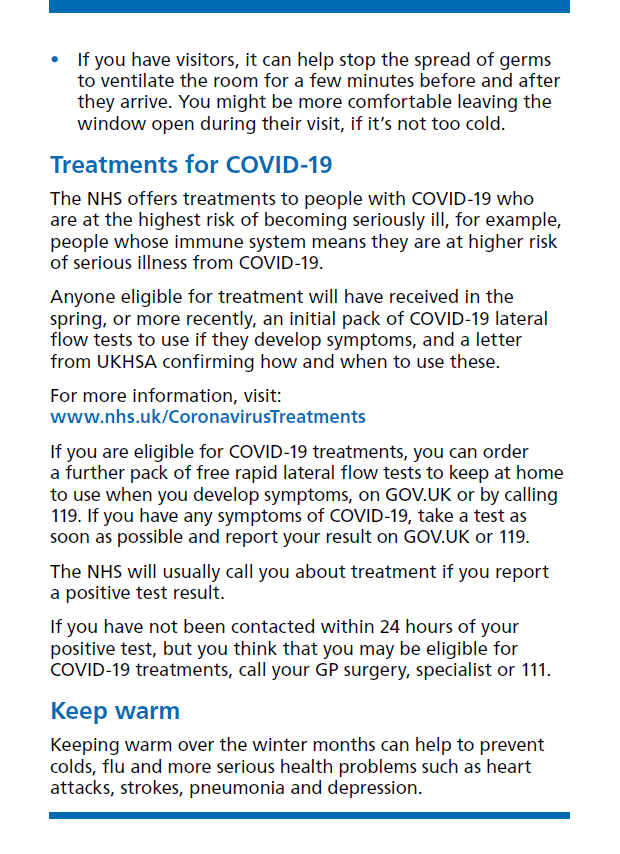 • If you have visitors, it can help stop the spread of germs
to ventilate the room for a few minutes before and after
they arrive. You might be more comfortable leaving the
window open during their visit, if it’s not too cold.
Treatments for COVID-19
The NHS offers treatments to people with COVID-19 who
are at the highest risk of becoming seriously ill, for example,
people whose immune system means they are at higher risk
of serious illness from COVID-19.
Anyone eligible for treatment will have received in the
spring, or more recently, an initial pack of COVID-19 lateral
flow tests to use if they develop symptoms, and a letter
from UKHSA confirming how and when to use these.
For more information, visit:
www.nhs.uk/CoronavirusTreatments
If you are eligible for COVID-19 treatments, you can order
a further pack of free rapid lateral flow tests to keep at home
to use when you develop symptoms, on GOV.UK or by calling
119. If you have any symptoms of COVID-19, take a test as
soon as possible and report your result on GOV.UK or 119.
The NHS will usually call you about treatment if you report
a positive test result.
If you have not been contacted within 24 hours of your
positive test, but you think that you may be eligible for
COVID-19 treatments, call your GP surgery, specialist or 111.
Keep warm
Keeping warm over the winter months can help to prevent
colds, flu and more serious health problems such as heart
attacks, strokes, pneumonia and depression.